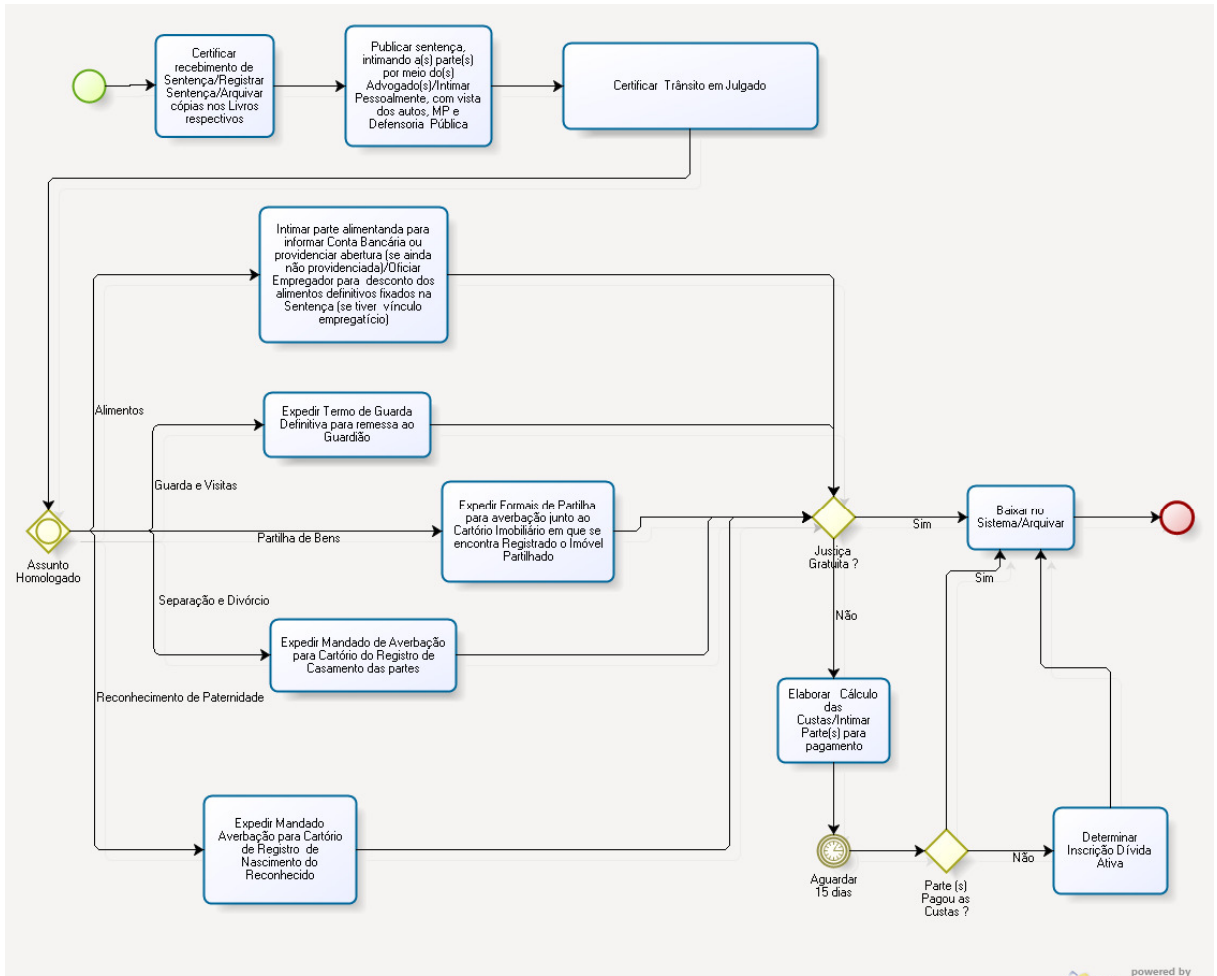 Certificar
recebimento de
Sentença/Registrar
Sentença/Arquivar
cópias nos Livros
respectivos
Publicar sentença,
intimando a(s) parte(s)
por meio do(s)
Advogado(s)/Intimar
Pessoalmente, com vista
dos autos, MP e
Defensoria Pública
Certificar Trânsito em Julgado
Intimar parte alimentanda para
informar Conta Bancária ou
providenciar abertura (se ainda
não providenciada)/Oficiar
Empregador para desconto dos
alimentos definitivos fixados na
Sentença (se tiver vínculo
empregatício)
Alimentos
Expedir Termo de Guarda
Definitiva para remessa ao
Guardião
Guarda e Visitas
Expedir Formais de Partilha
para averbação junto ao
Cartório Imobiliário em que se
encontra Registrado o Imóvel
Partilhado
Partilha de Bens
Assunto
Homologado
Justiça
Gratuita ?
Sim
Baixar no
Sistema/Arquivar
Sim
Separação e Divórcio
Não
Expedir Mandado de Averbação
para Cartório do Registro de
Casamento das partes
Reconhecimento de Paternidade
Elaborar Cálculo
das
Custas/Intimar
Parte(s) para
pagamento
Expedir Mandado
Averbação para Cartório
de Registro de
Nascimento do
Reconhecido
Aguardar
15 dias
Parte (s)
Pagou as
Custas ?
Não
Determinar
Inscrição Dívida
Ativa
powered by